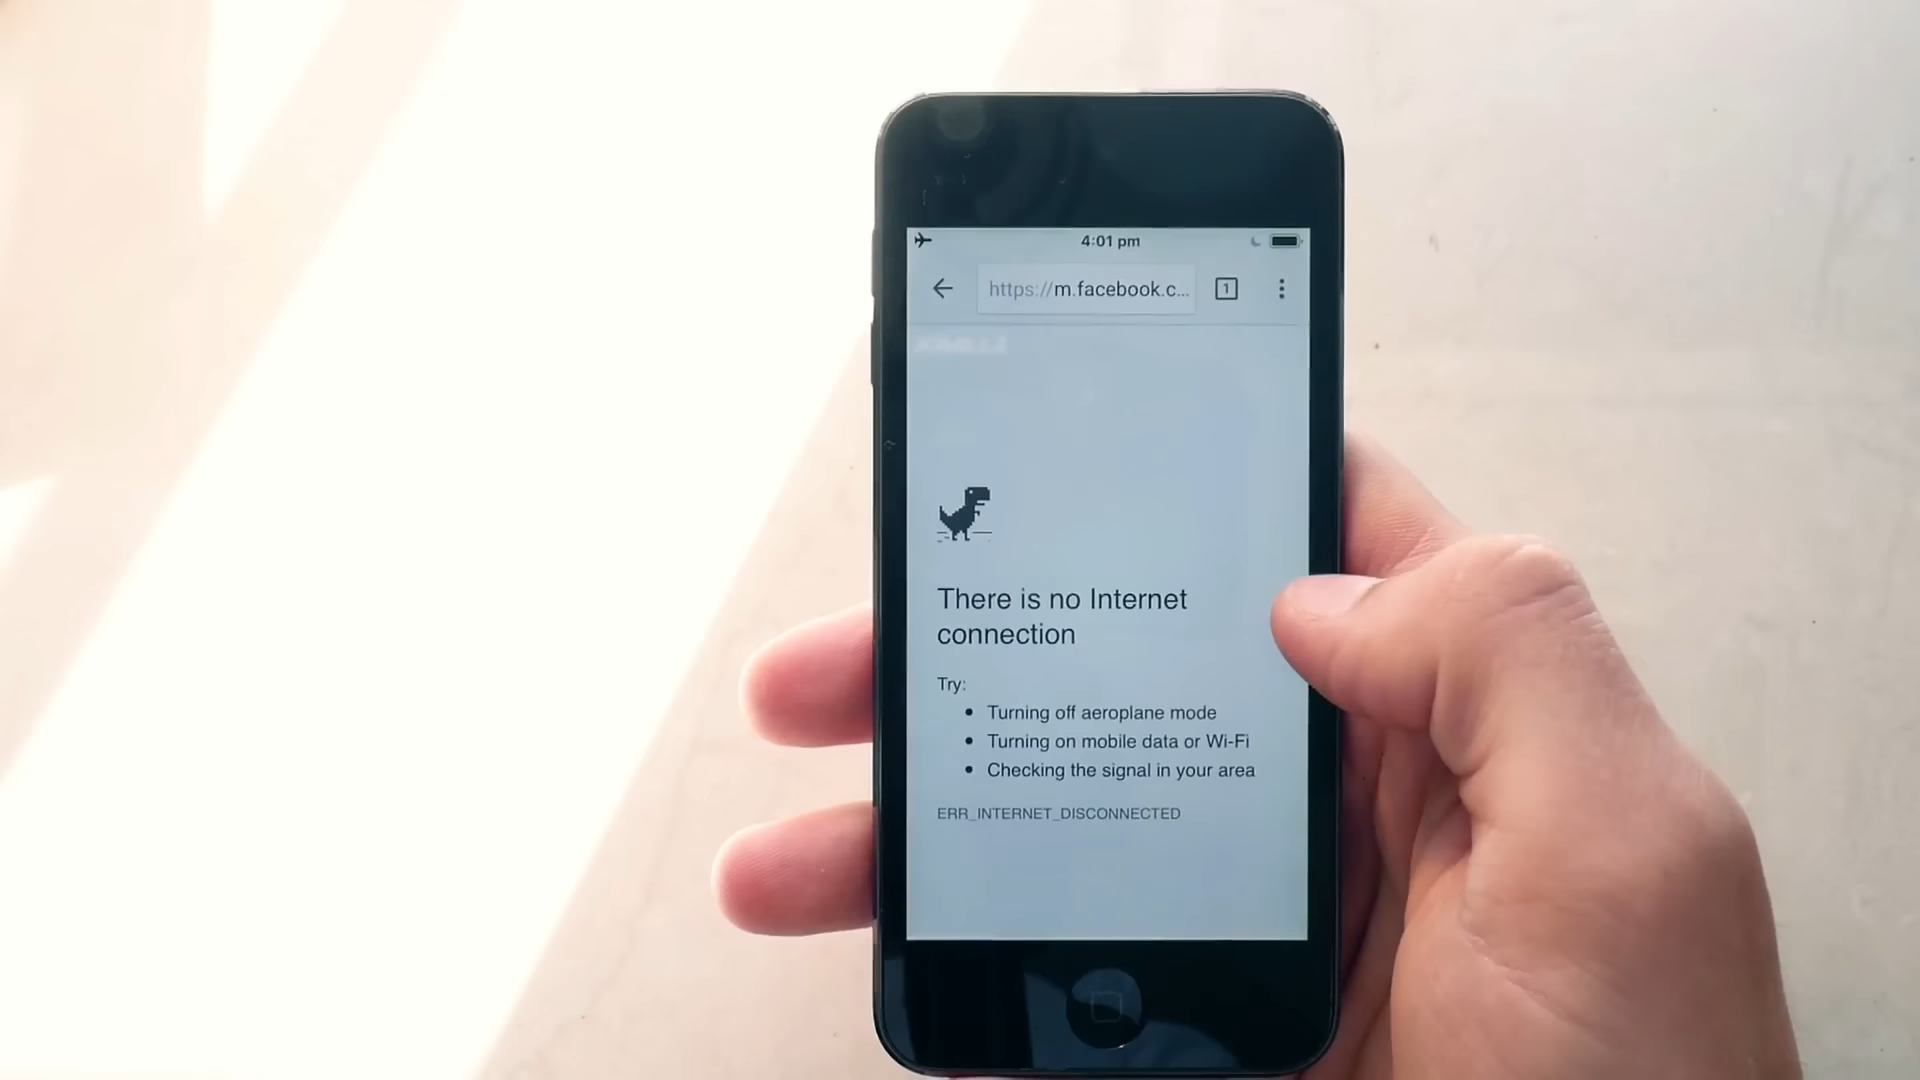 4:01 pm
https://m.facebook.c...
1
There is no Internet
connection
Try:
• Turning off aeroplane mode
• Turning on mobile data or Wi-Fi
• Checking the signal in your area
ERR_INTERNET_DISCONNECTED